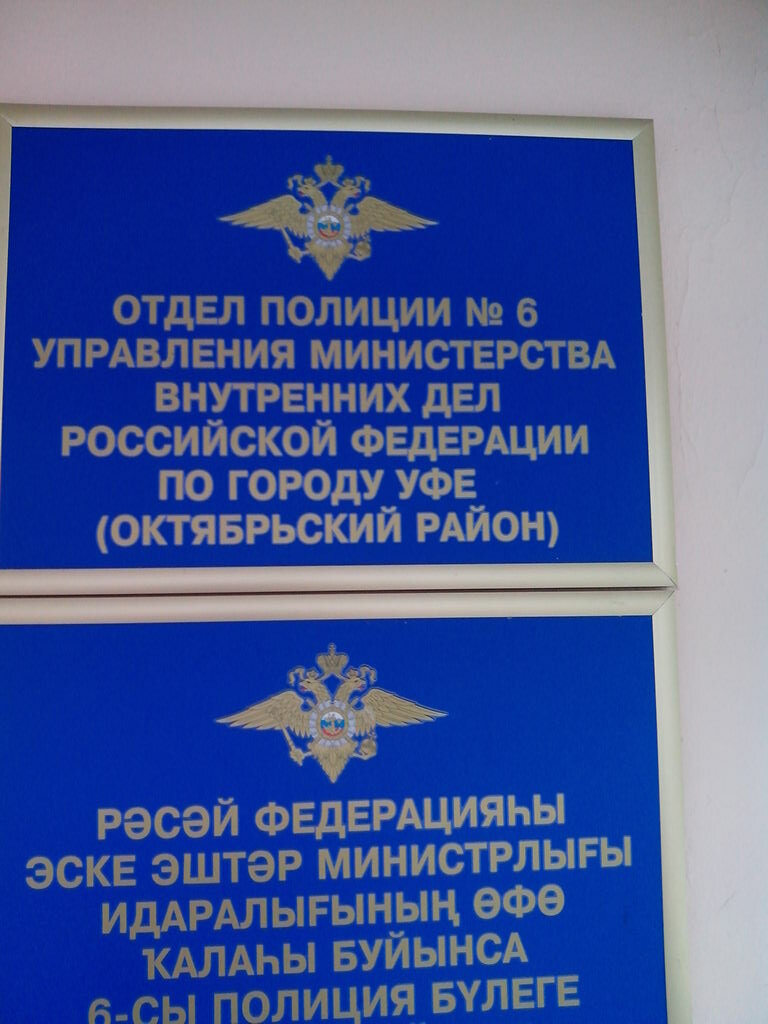 ОТДЕЛ ПОЛИЦИИ № 6
УПРАВЛЕНИЯ МИНИСТЕРСТВА
ВНУТРЕННИХ ДЕЛ
РОССИЙСКОЙ ФЕДЕРАЦИИ
ПО ГОРОДУ УФЕ
(ОКТЯБРЬСКИЙ РАЙОН)
РӘСӘЙ ФЕДЕРАЦИЯҺЫ
ЭСКЕ ЭШТӘР МИНИСТРЛЫҒЫ
ИДАРАЛЫҒЫНЫҢ ӨФӨ
ҠАЛАҺЫ БУЙЫНСА
6-СЫ ПОЛИЦИЯ БҮЛЕГЕ